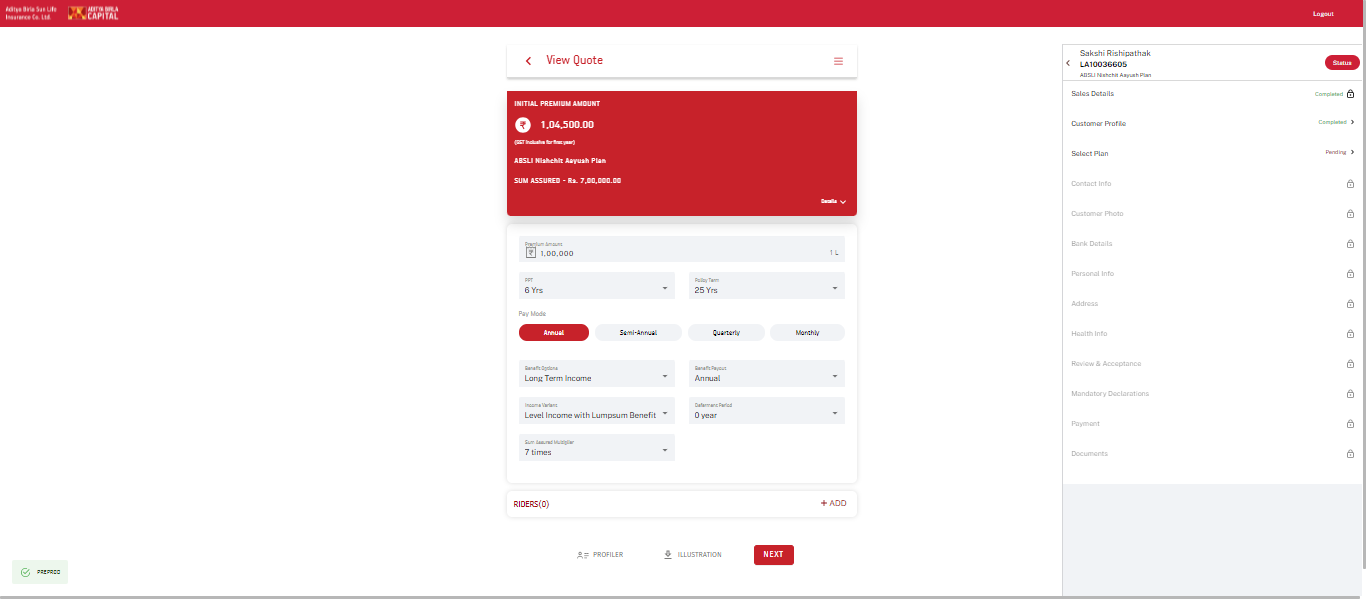 Aditya Birla Sun Life
Insurance Co. Ltd.
ADITYA BIRLA
CAPITAL
Logout
View Quote
INITIAL PREMIUM AMOUNT
₹ 1,04,500.00
(GST inclusive for first year)
ABSLI Nishchit Aayush Plan
SUM ASSURED - Rs. 7,00,000.00
Details
Premium Amount
₹ 1,00,000 1 L
PPT
6 Yrs
Policy Term
25 Yrs
Pay Mode
Annual Semi-Annual Quarterly Monthly
Benefit Options
Long Term Income
Benefit Payout
Annual
Income Variant
Level Income with Lumpsum Benefit
Deferment Period
0 year
Sum Assured Multiplier
7 times
RIDERS(0) + ADD
PROFILER ILLUSTRATION NEXT
PREPROD
Sakshi Rishipathak
LA10036605
ABSLI Nishchit Aayush Plan
Status
Sales Details Completed
Customer Profile Completed
Select Plan Pending
Contact Info
Customer Photo
Bank Details
Personal Info
Address
Health Info
Review & Acceptance
Mandatory Declarations
Payment
Documents